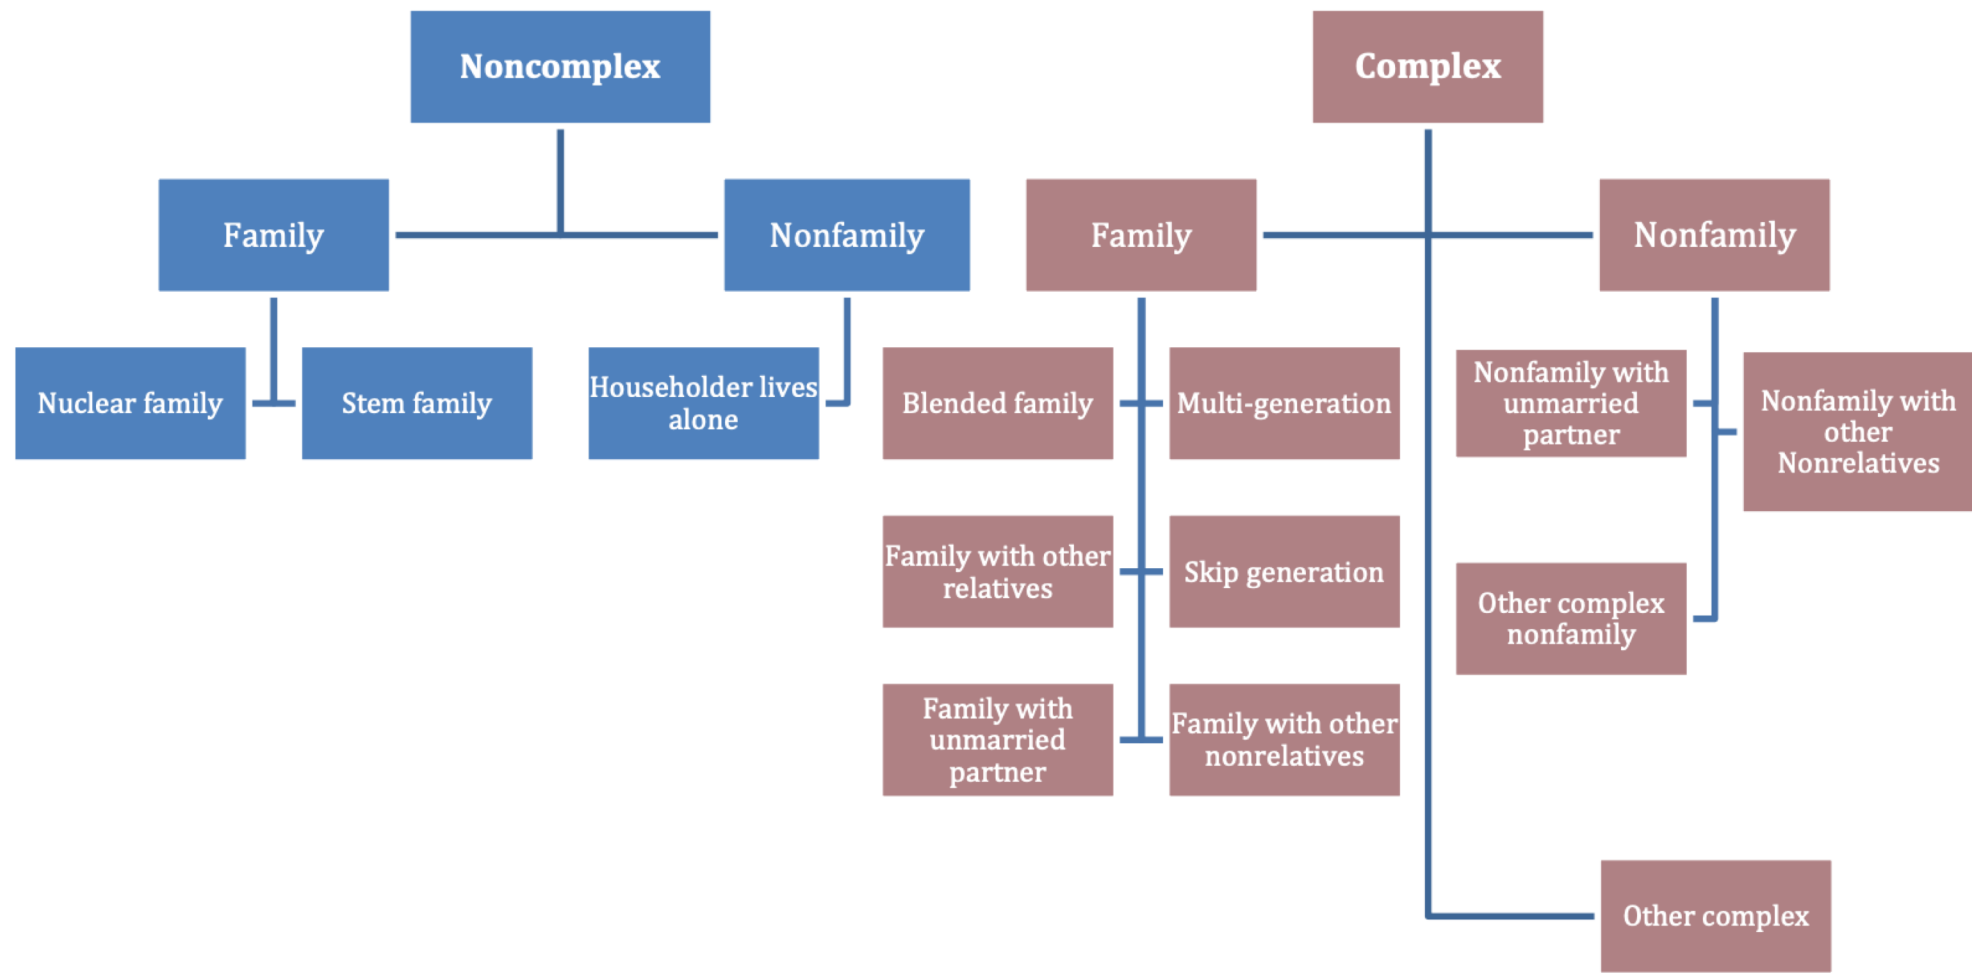 Noncomplex
Complex
Family
Nonfamily
Family
Nonfamily
Nuclear family
Stem family
Householder lives
alone
Blended family
Multi-generation
Nonfamily with
unmarried
partner
Nonfamily with
other
Nonrelatives
Family with other
relatives
Skip generation
Other complex
nonfamily
Family with
unmarried
partner
Family with other
nonrelatives
Other complex